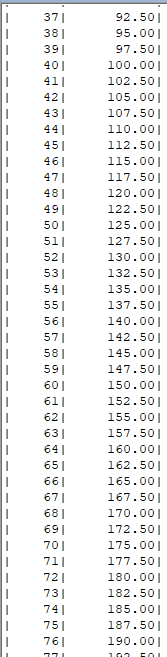 | 37| 92.50|
| 38| 95.00|
| 39| 97.50|
| 40| 100.00|
| 41| 102.50|
| 42| 105.00|
| 43| 107.50|
| 44| 110.00|
| 45| 112.50|
| 46| 115.00|
| 47| 117.50|
| 48| 120.00|
| 49| 122.50|
| 50| 125.00|
| 51| 127.50|
| 52| 130.00|
| 53| 132.50|
| 54| 135.00|
| 55| 137.50|
| 56| 140.00|
| 57| 142.50|
| 58| 145.00|
| 59| 147.50|
| 60| 150.00|
| 61| 152.50|
| 62| 155.00|
| 63| 157.50|
| 64| 160.00|
| 65| 162.50|
| 66| 165.00|
| 67| 167.50|
| 68| 170.00|
| 69| 172.50|
| 70| 175.00|
| 71| 177.50|
| 72| 180.00|
| 73| 182.50|
| 74| 185.00|
| 75| 187.50|
| 76| 190.00|
| 77| 192.50|